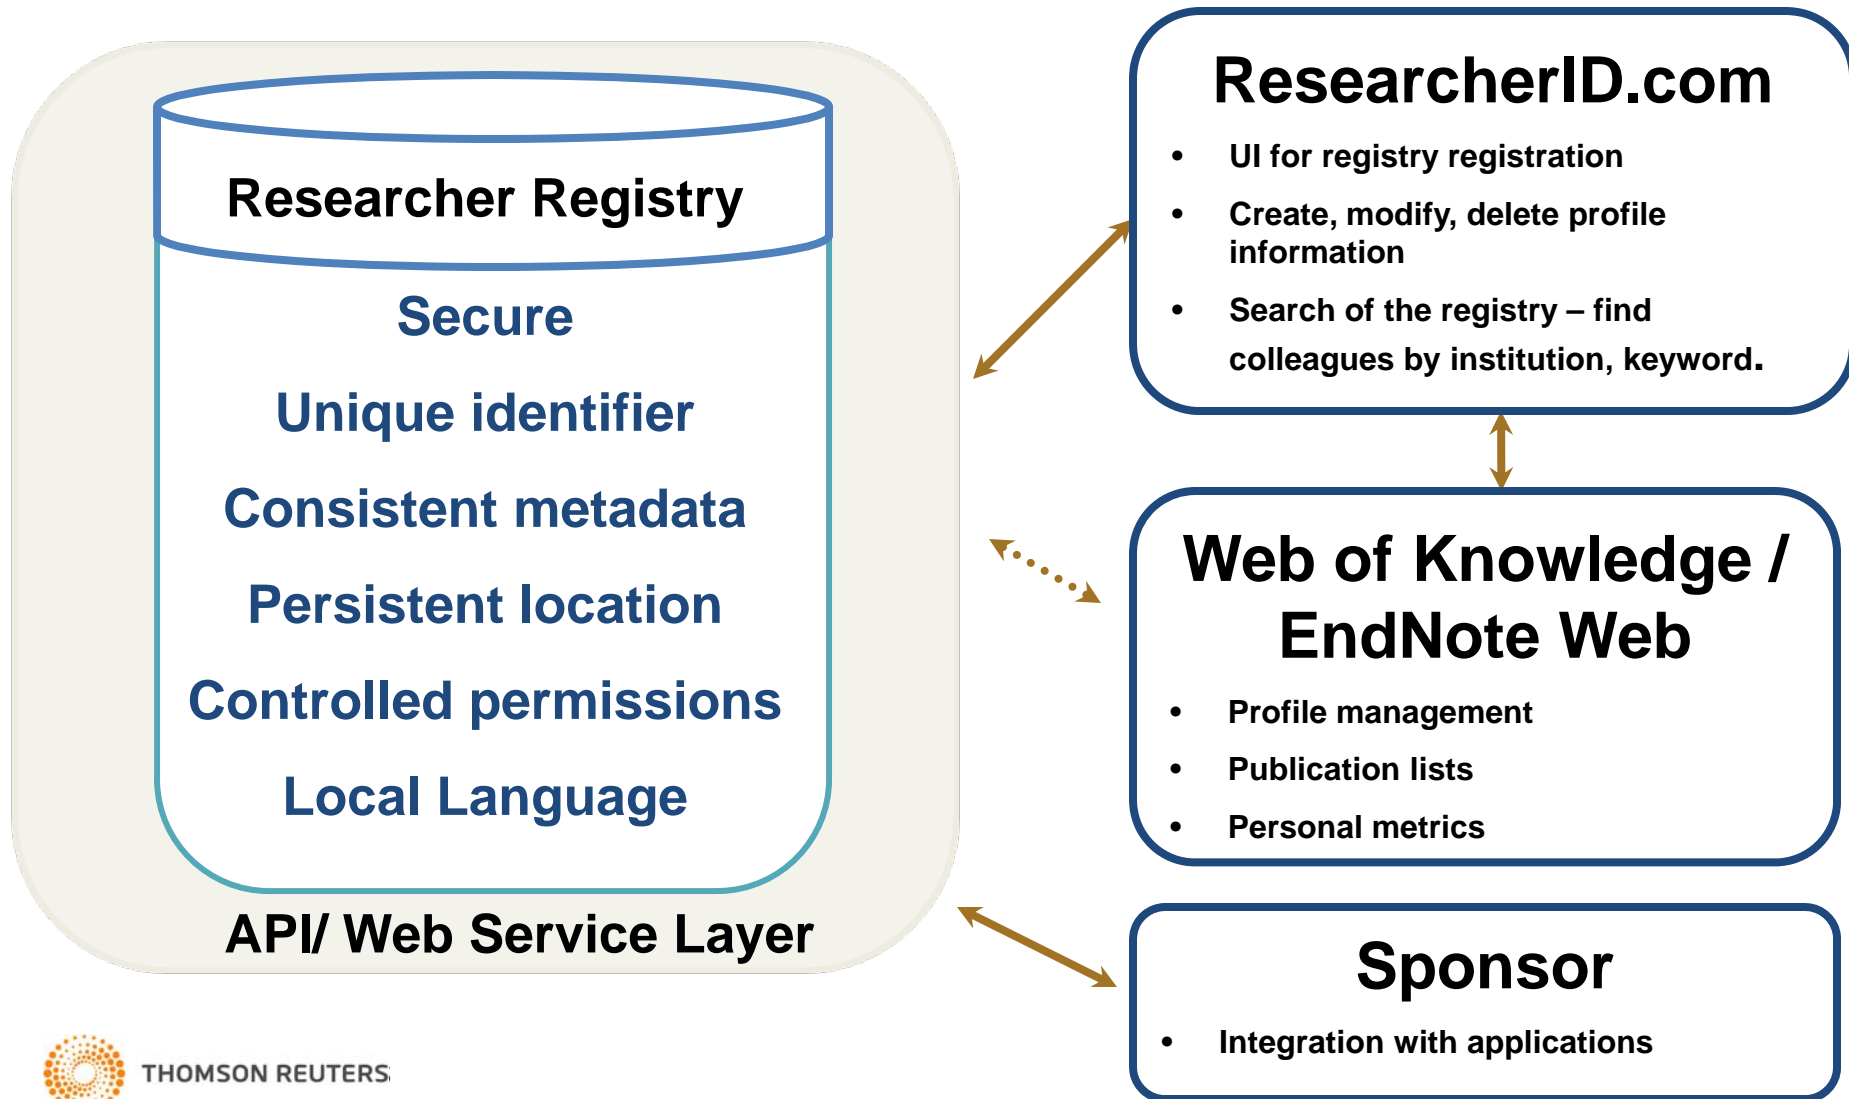 Researcher Registry
Secure
Unique identifier
Consistent metadata
Persistent location
Controlled permissions
Local Language
API/ Web Service Layer
ResearcherID.com
• UI for registry registration
• Create, modify, delete profile
information
• Search of the registry – find
colleagues by institution, keyword.
Web of Knowledge /
EndNote Web
• Profile management
• Publication lists
• Personal metrics
Sponsor
• Integration with applications
THOMSON REUTERS